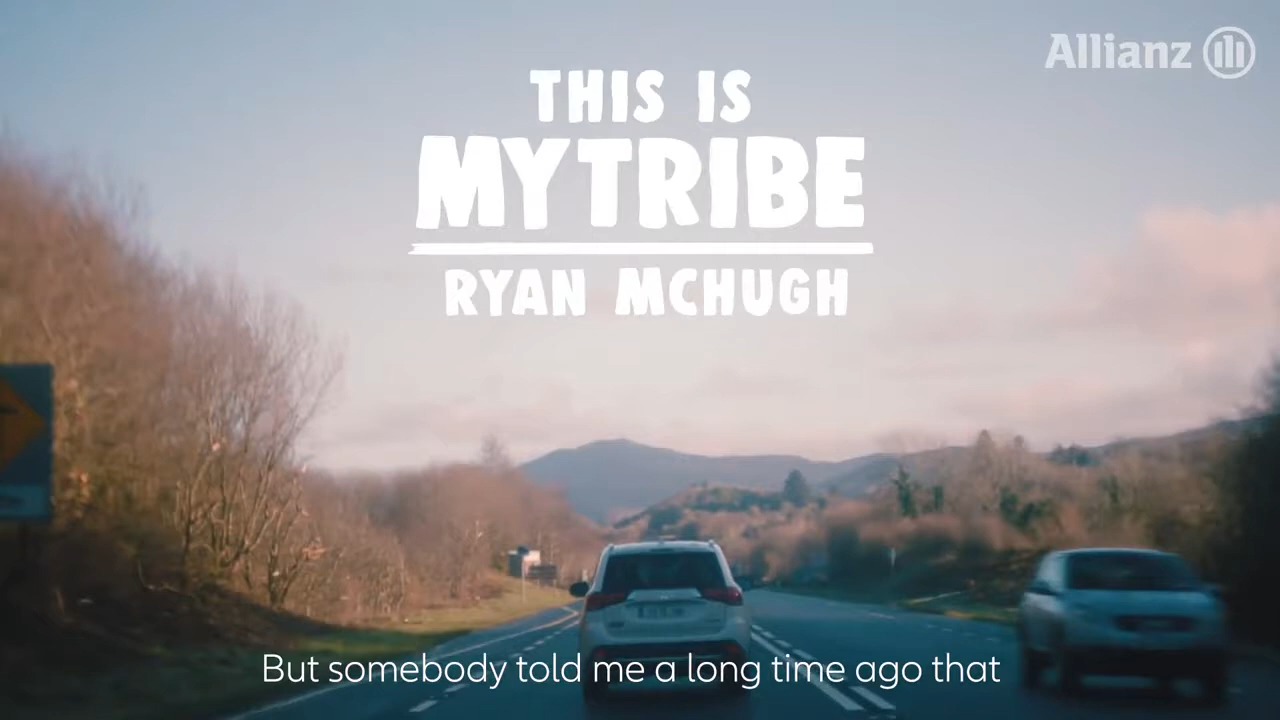 Allianz
THIS IS
MYTRIBE
RYAN MCHUGH
But somebody told me a long time ago that